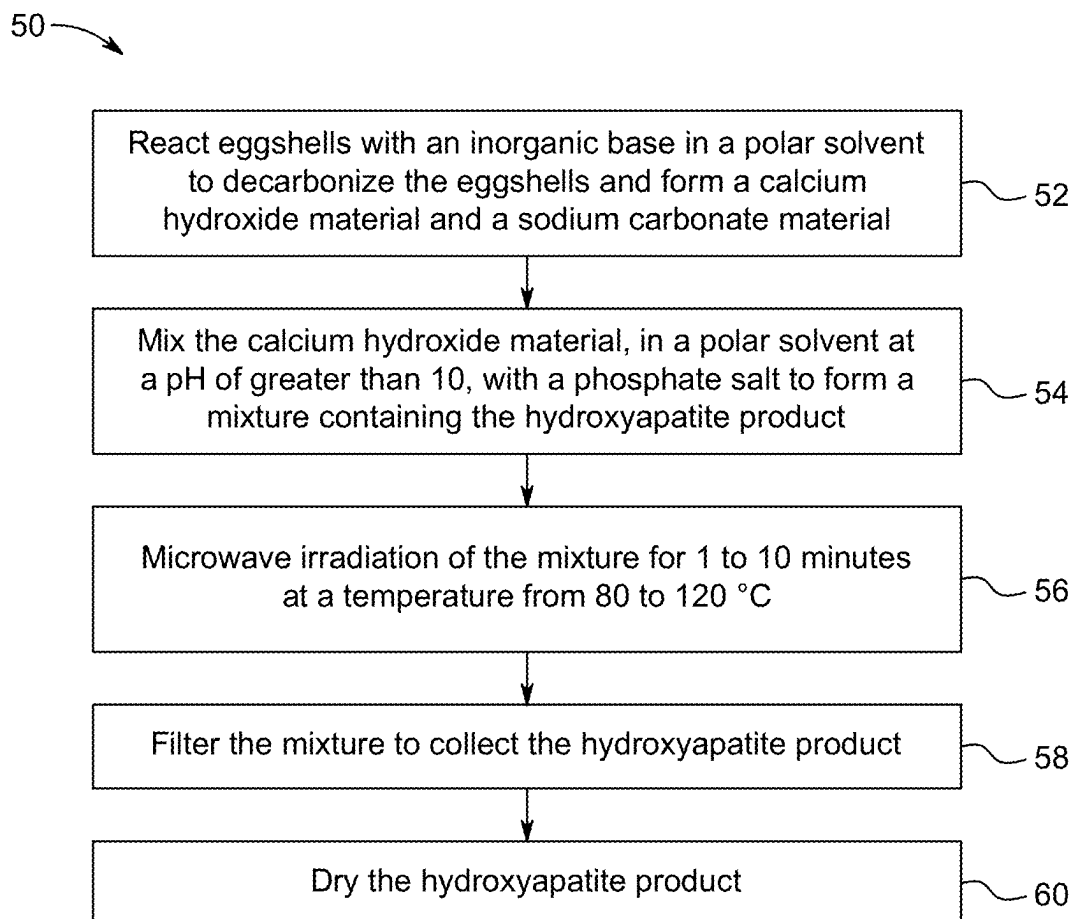 50
React eggshells with an inorganic base in a polar solvent
to decarbonize the eggshells and form a calcium
hydroxide material and a sodium carbonate material
52
Mix the calcium hydroxide material, in a polar solvent at
a pH of greater than 10, with a phosphate salt to form a
mixture containing the hydroxyapatite product
54
Microwave irradiation of the mixture for 1 to 10 minutes
at a temperature from 80 to 120 °C
56
Filter the mixture to collect the hydroxyapatite product
58
Dry the hydroxyapatite product
60